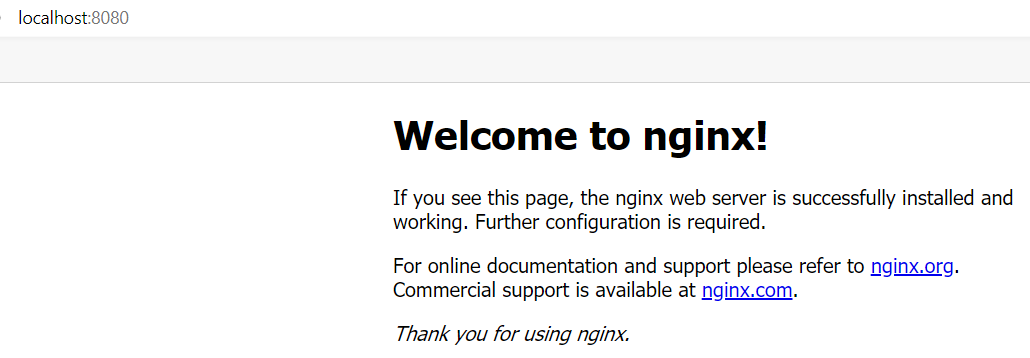 localhost:8080
Welcome to nginx!
If you see this page, the nginx web server is successfully installed and
working. Further configuration is required.
For online documentation and support please refer to nginx.org.
Commercial support is available at nginx.com.
Thank you for using nginx.